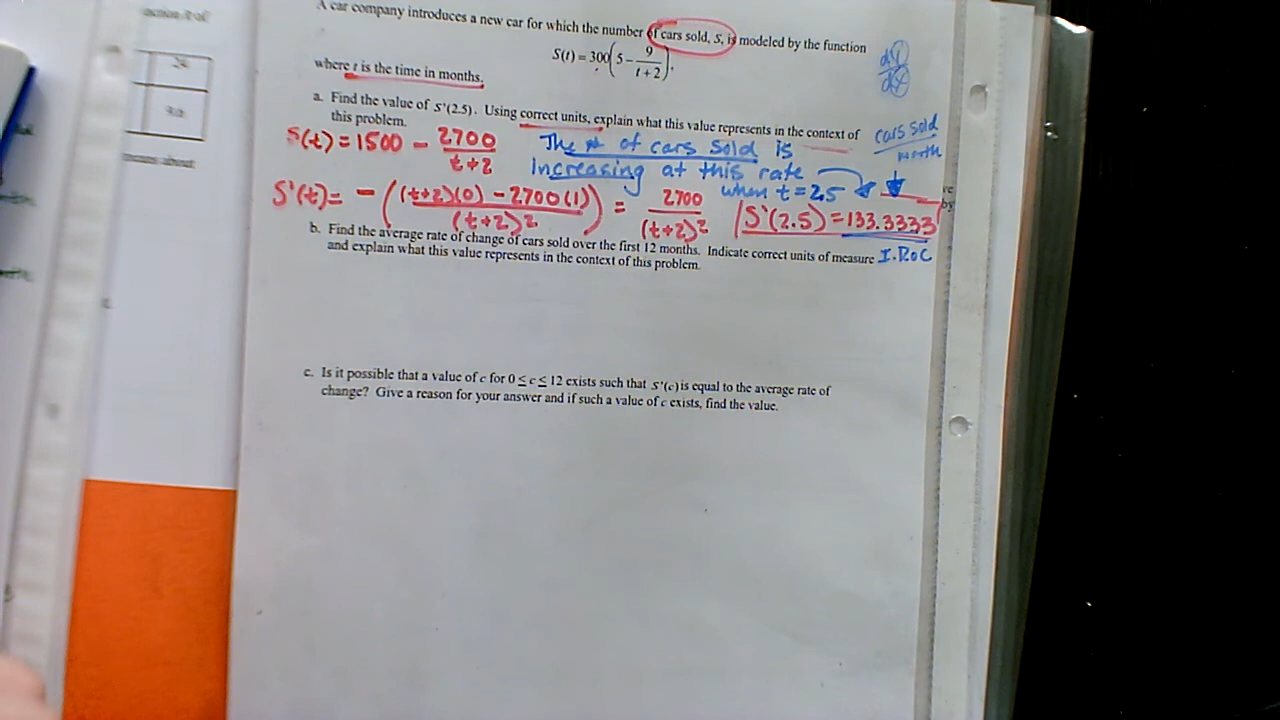 A car company introduces a new car for which the number of cars sold, S, is modeled by the function
S(t) = 300(5 - 9/(t + 2)),
where t is the time in months.
dS
dt
a. Find the value of S'(2.5). Using correct units, explain what this value represents in the context of
this problem.
cars sold
month
S(t) = 1500 - 2700/(t+2)
The # of cars sold is
increasing at this rate
when t = 2.5
S'(t) = - (((t+2)(0) - 2700(1))/(t+2)²) = 2700/(t+2)²
S'(2.5) = 133.3333
I.RoC
b. Find the average rate of change of cars sold over the first 12 months. Indicate correct units of measure
and explain what this value represents in the context of this problem.
c. Is it possible that a value of c for 0 ≤ c ≤ 12 exists such that S'(c) is equal to the average rate of
change? Give a reason for your answer and if such a value of c exists, find the value.
means about